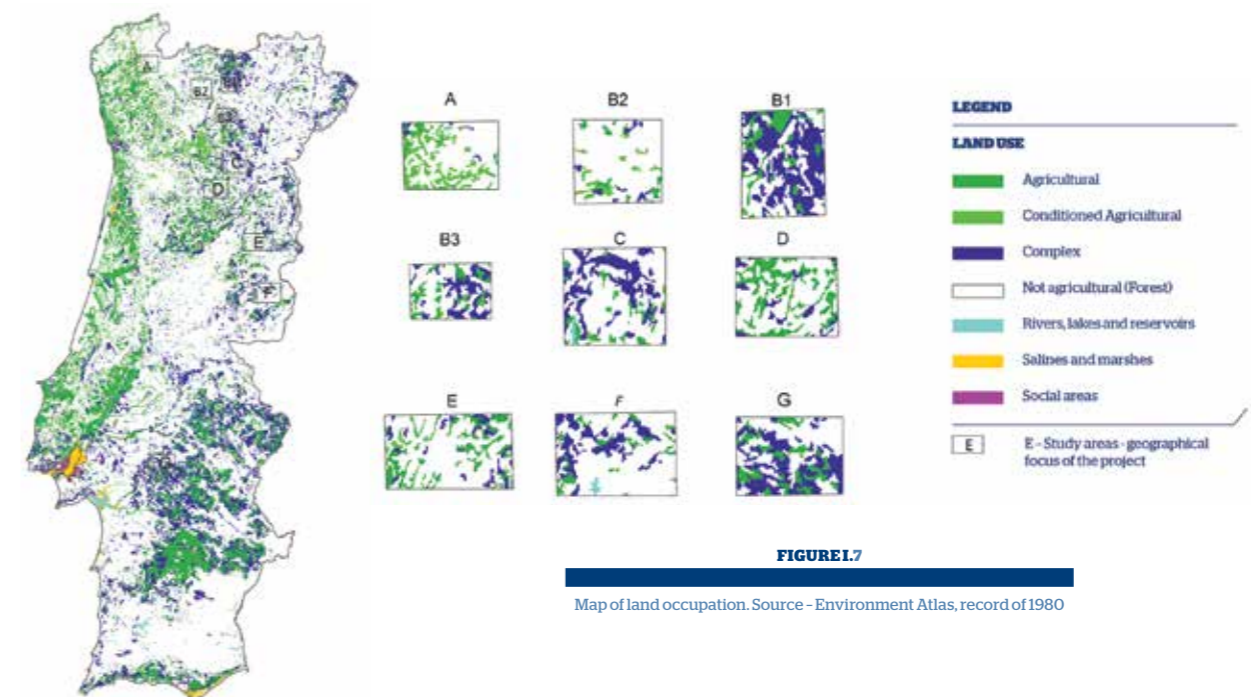 A
B2
C
D
E
F
A
B2
B1
B3
C
D
E
F
G
LEGEND
LAND USE
Agricultural
Conditioned Agricultural
Complex
Not agricultural (Forest)
Rivers, lakes and reservoirs
Salines and marshes
Social areas
E
E - Study areas - geographical
focus of the project
FIGURE I.7
Map of land occupation. Source – Environment Atlas, record of 1980